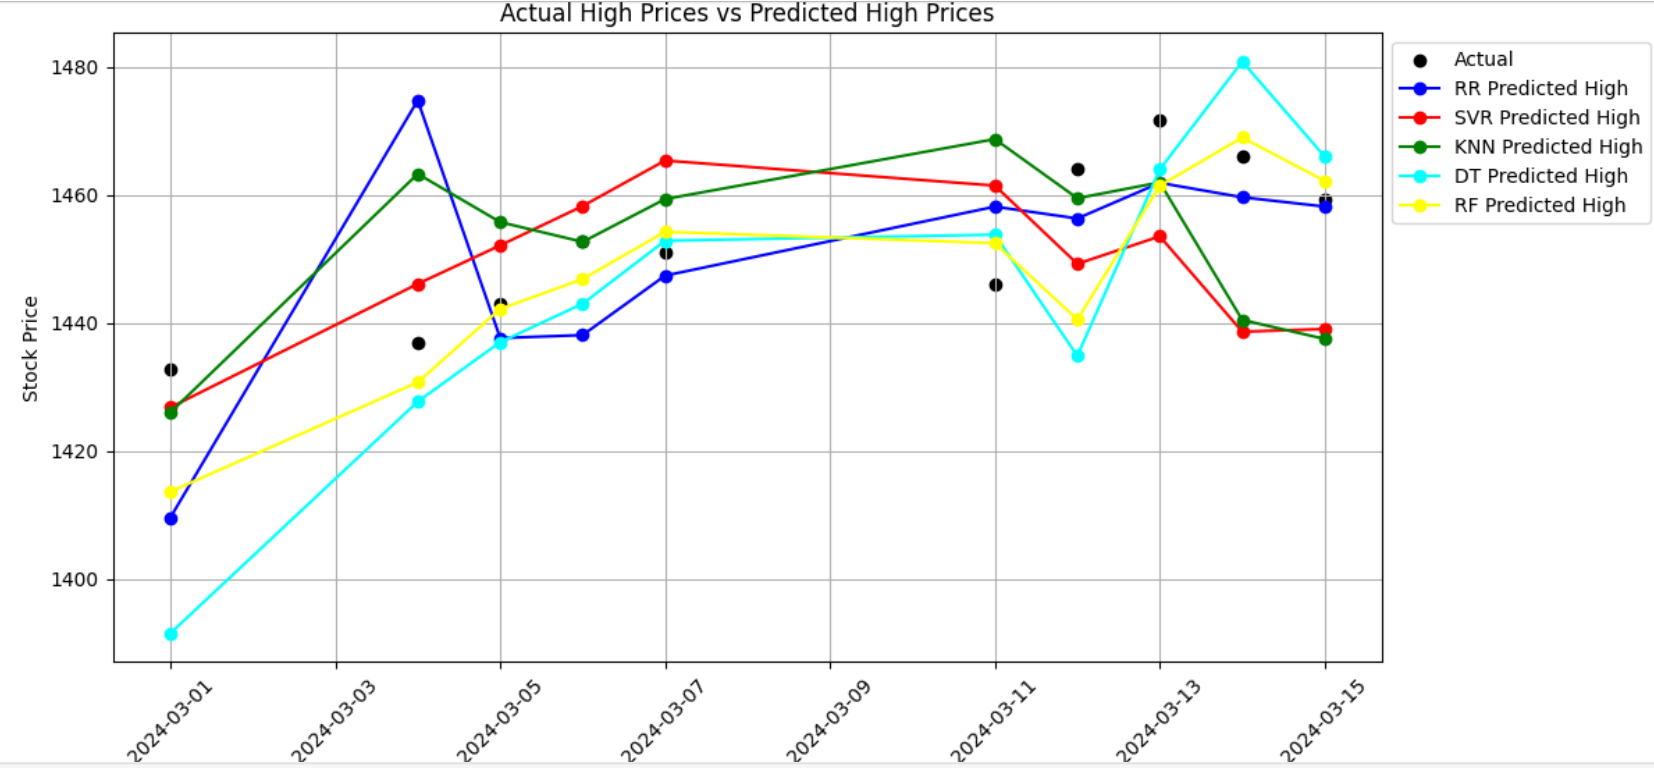 Actual High Prices vs Predicted High Prices
1480
1460
1440
1420
1400
Stock Price
2024-03-01
2024-03-03
2024-03-05
2024-03-07
2024-03-09
2024-03-11
2024-03-13
2024-03-15
Actual
RR Predicted High
SVR Predicted High
KNN Predicted High
DT Predicted High
RF Predicted High